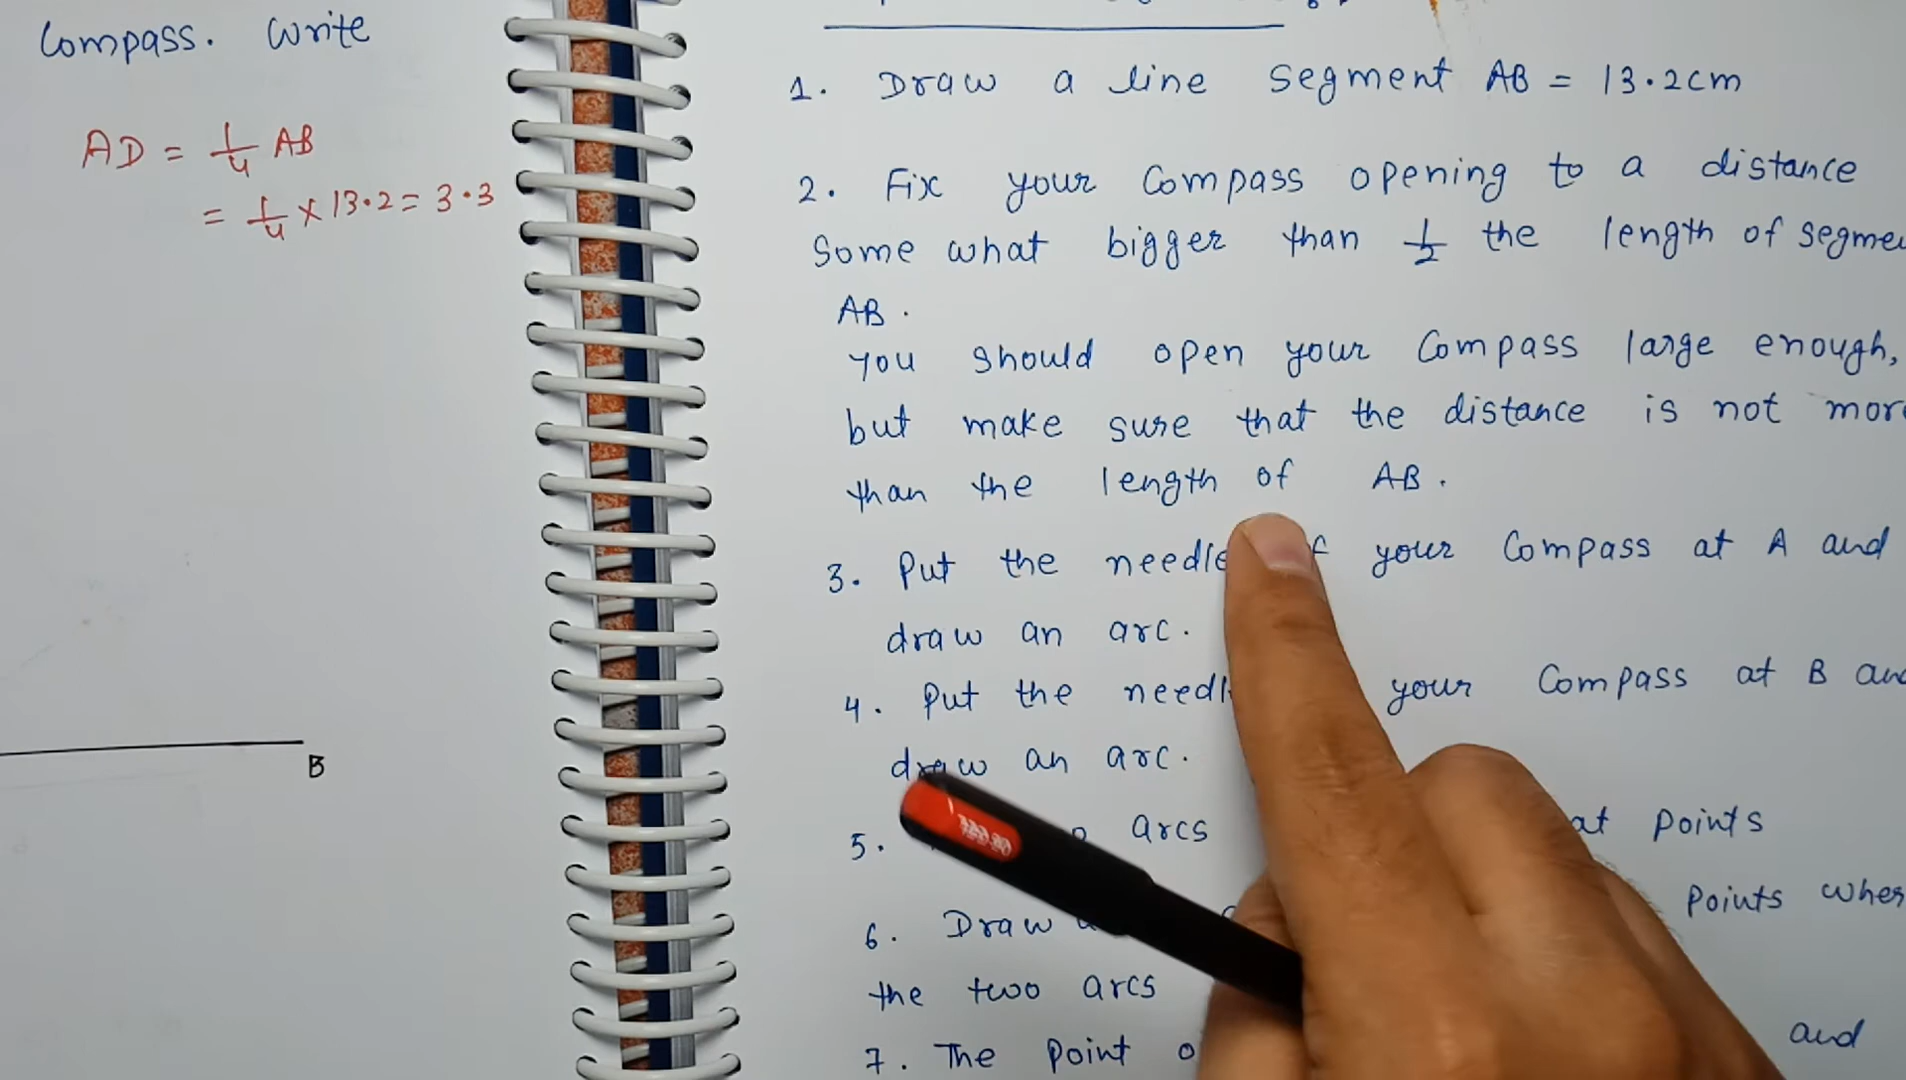 Compass. Write
AD = 1/4 AB
= 1/4 × 13.2 = 3.3
B
1. Draw a line segment AB = 13.2cm
2. Fix your Compass opening to a distance
Some what bigger than 1/2 the length of segme
AB.
you should open your Compass large enough,
but make sure that the distance is not mor
than the length of AB.
3. Put the needle your Compass at A and
draw an arc.
4. Put the needl your Compass at B an
draw an arc.
5. arcs at points
6. Draw points wher
the two arcs
7. The point and